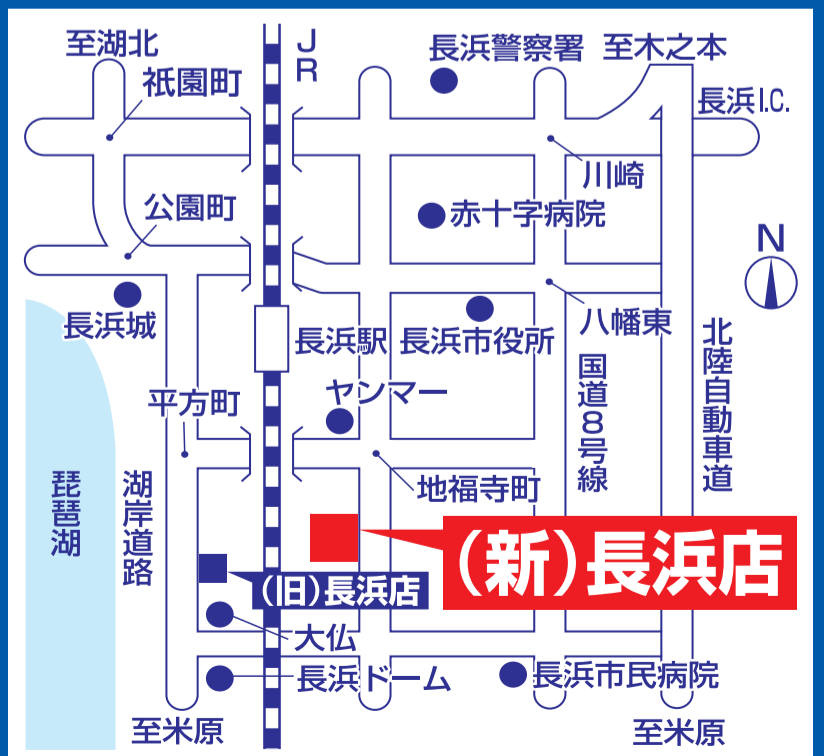 至湖北
JR
長浜警察署
至木之本
祇園町
長浜I.C.
川崎
公園町
赤十字病院
N
長浜城
長浜駅
長浜市役所
八幡東
北陸自動車道
国道8号線
ヤンマー
平方町
地福寺町
琵琶湖
湖岸道路
(新)長浜店
(旧)長浜店
大仏
長浜ドーム
長浜市民病院
至米原
至米原